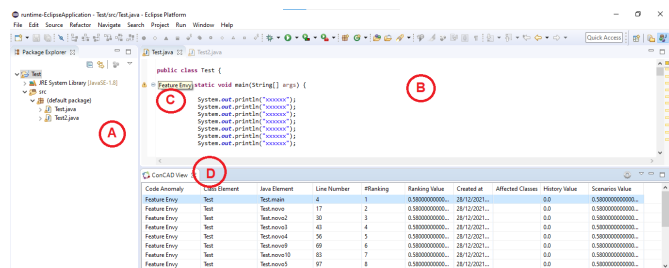 runtime-EclipseApplication - Test/src/Test.java - Eclipse Platform
File Edit Source Refactor Navigate Search Project Run Window Help
Quick Access
Package Explorer
Test
JRE System Library [JavaSE-1.8]
src
(default package)
Test.java
Test2.java
A
Test.java
Test2.java
public class Test {
Feature Envy static void main(String[] args) {
System.out.println("xxxxxx");
System.out.println("xxxxxx");
System.out.println("xxxxxx");
System.out.println("xxxxxx");
System.out.println("xxxxxx");
System.out.println("xxxxxx");
System.out.println("xxxxxx");
C
B
ConCAD View
D
Code Anomaly Class Element Java Element Line Number #Ranking Ranking Value Created at Affected Classes History Value Scenarios Value
Feature Envy Test Test.main 4 1 0.58000000000... 28/12/2021... 0.0 0.5800000000000...
Feature Envy Test Test.novo 17 2 0.58000000000... 28/12/2021... 0.0 0.5800000000000...
Feature Envy Test Test.novo2 30 3 0.58000000000... 28/12/2021... 0.0 0.5800000000000...
Feature Envy Test Test.novo3 43 4 0.58000000000... 28/12/2021... 0.0 0.5800000000000...
Feature Envy Test Test.novo4 56 5 0.58000000000... 28/12/2021... 0.0 0.5800000000000...
Feature Envy Test Test.novo9 69 6 0.58000000000... 28/12/2021... 0.0 0.5800000000000...
Feature Envy Test Test.novo10 83 7 0.58000000000... 28/12/2021... 0.0 0.5800000000000...
Feature Envy Test Test.novo5 97 8 0.58000000000... 28/12/2021... 0.0 0.5800000000000...